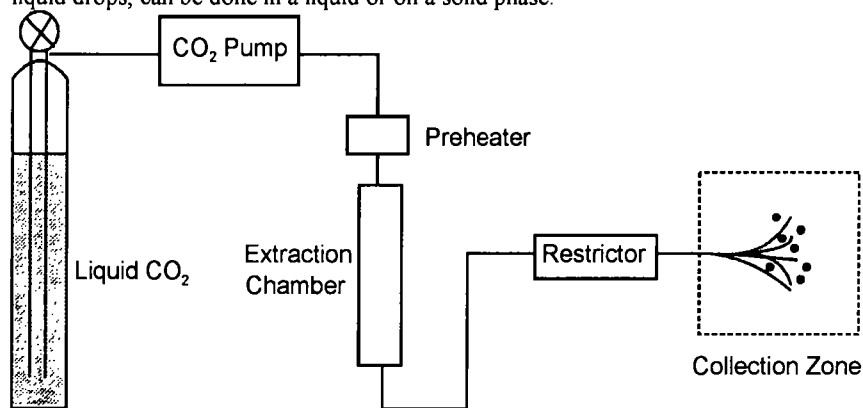 liquid drops, can be done in a liquid or on a solid phase.
CO₂ Pump
Preheater
Extraction
Chamber
Liquid CO₂
Restrictor
Collection Zone